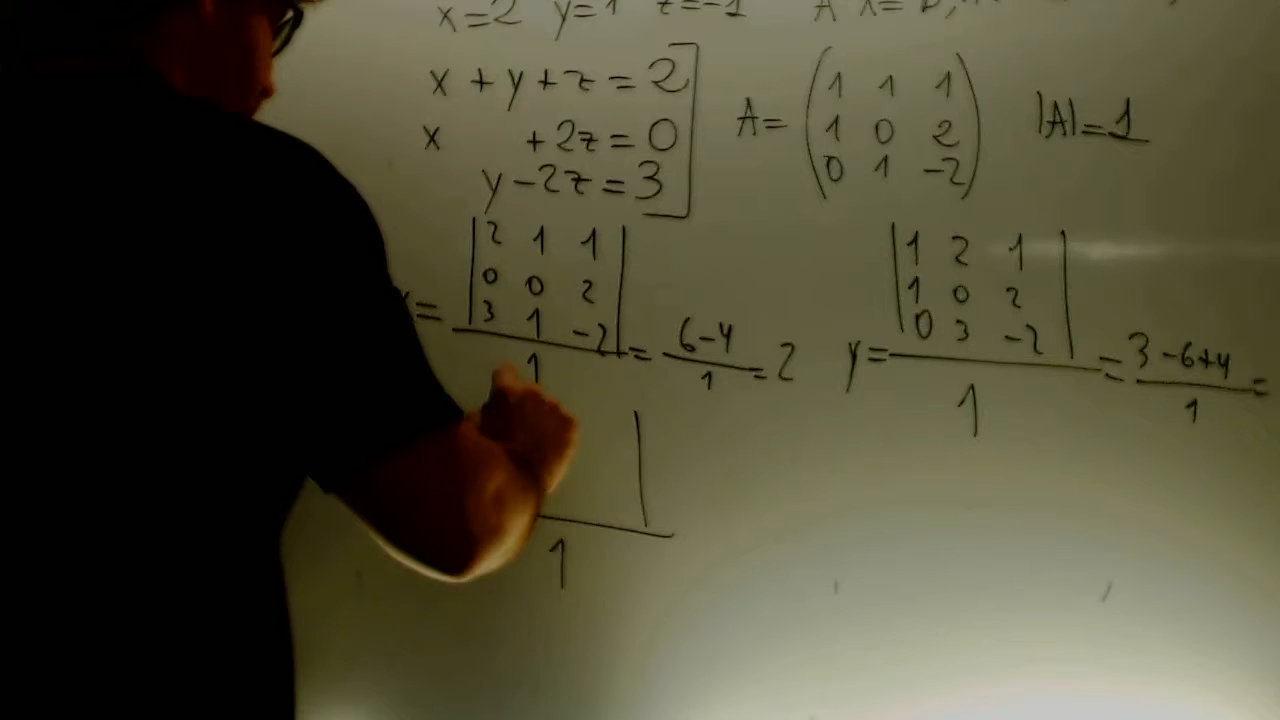 x=2 y=1 z=-1
x + y + z = 2
x + 2z = 0
y - 2z = 3
A = ( 1 1 1
1 0 2
0 1 -2 )
|A| = 1
= | 2 1 1
0 0 2
3 1 -2 |
1
= 6-4
1
= 2
y = | 1 2 1
1 0 2
0 3 -2 |
1
= 3-6+4
1
=
|
1